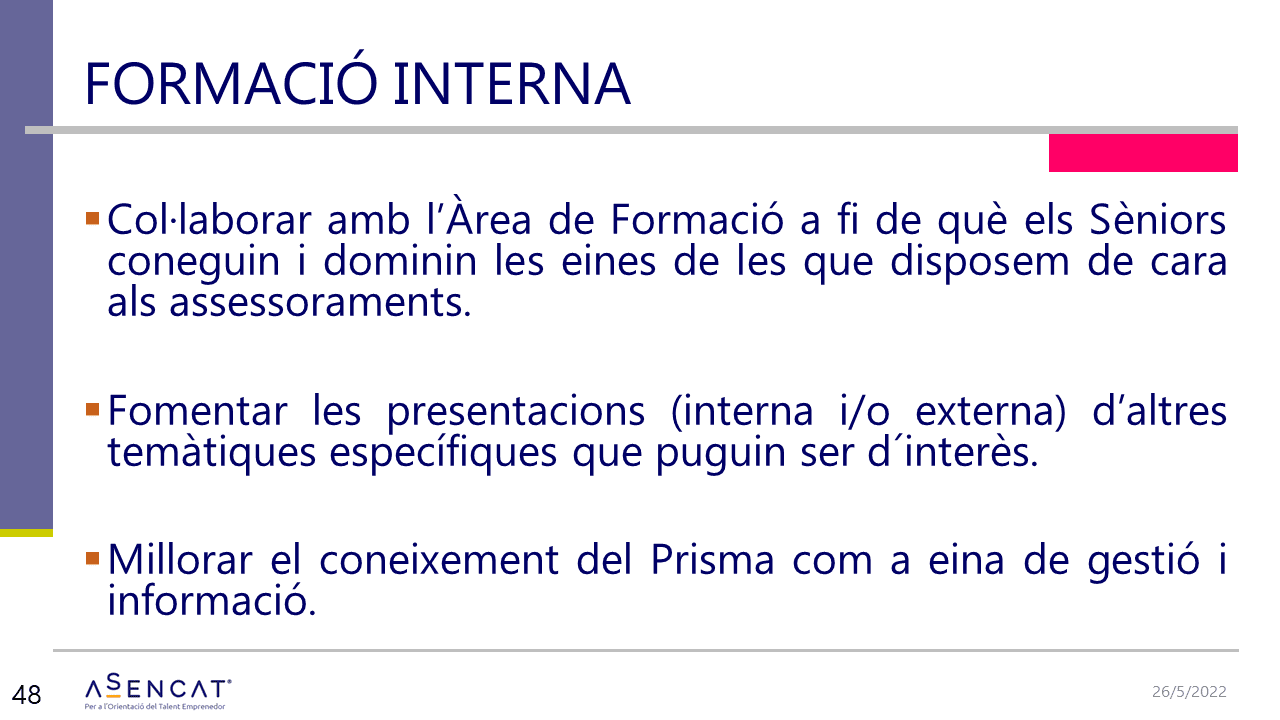 FORMACIÓ INTERNA
Col·laborar amb l’Àrea de Formació a fi de què els Sèniors
coneguin i dominin les eines de les que disposem de cara
als assessoraments.
Fomentar les presentacions (interna i/o externa) d’altres
temàtiques específiques que puguin ser d´interès.
Millorar el coneixement del Prisma com a eina de gestió i
informació.
48
ASENCAT®
Per a l'Orientació del Talent Emprenedor
26/5/2022